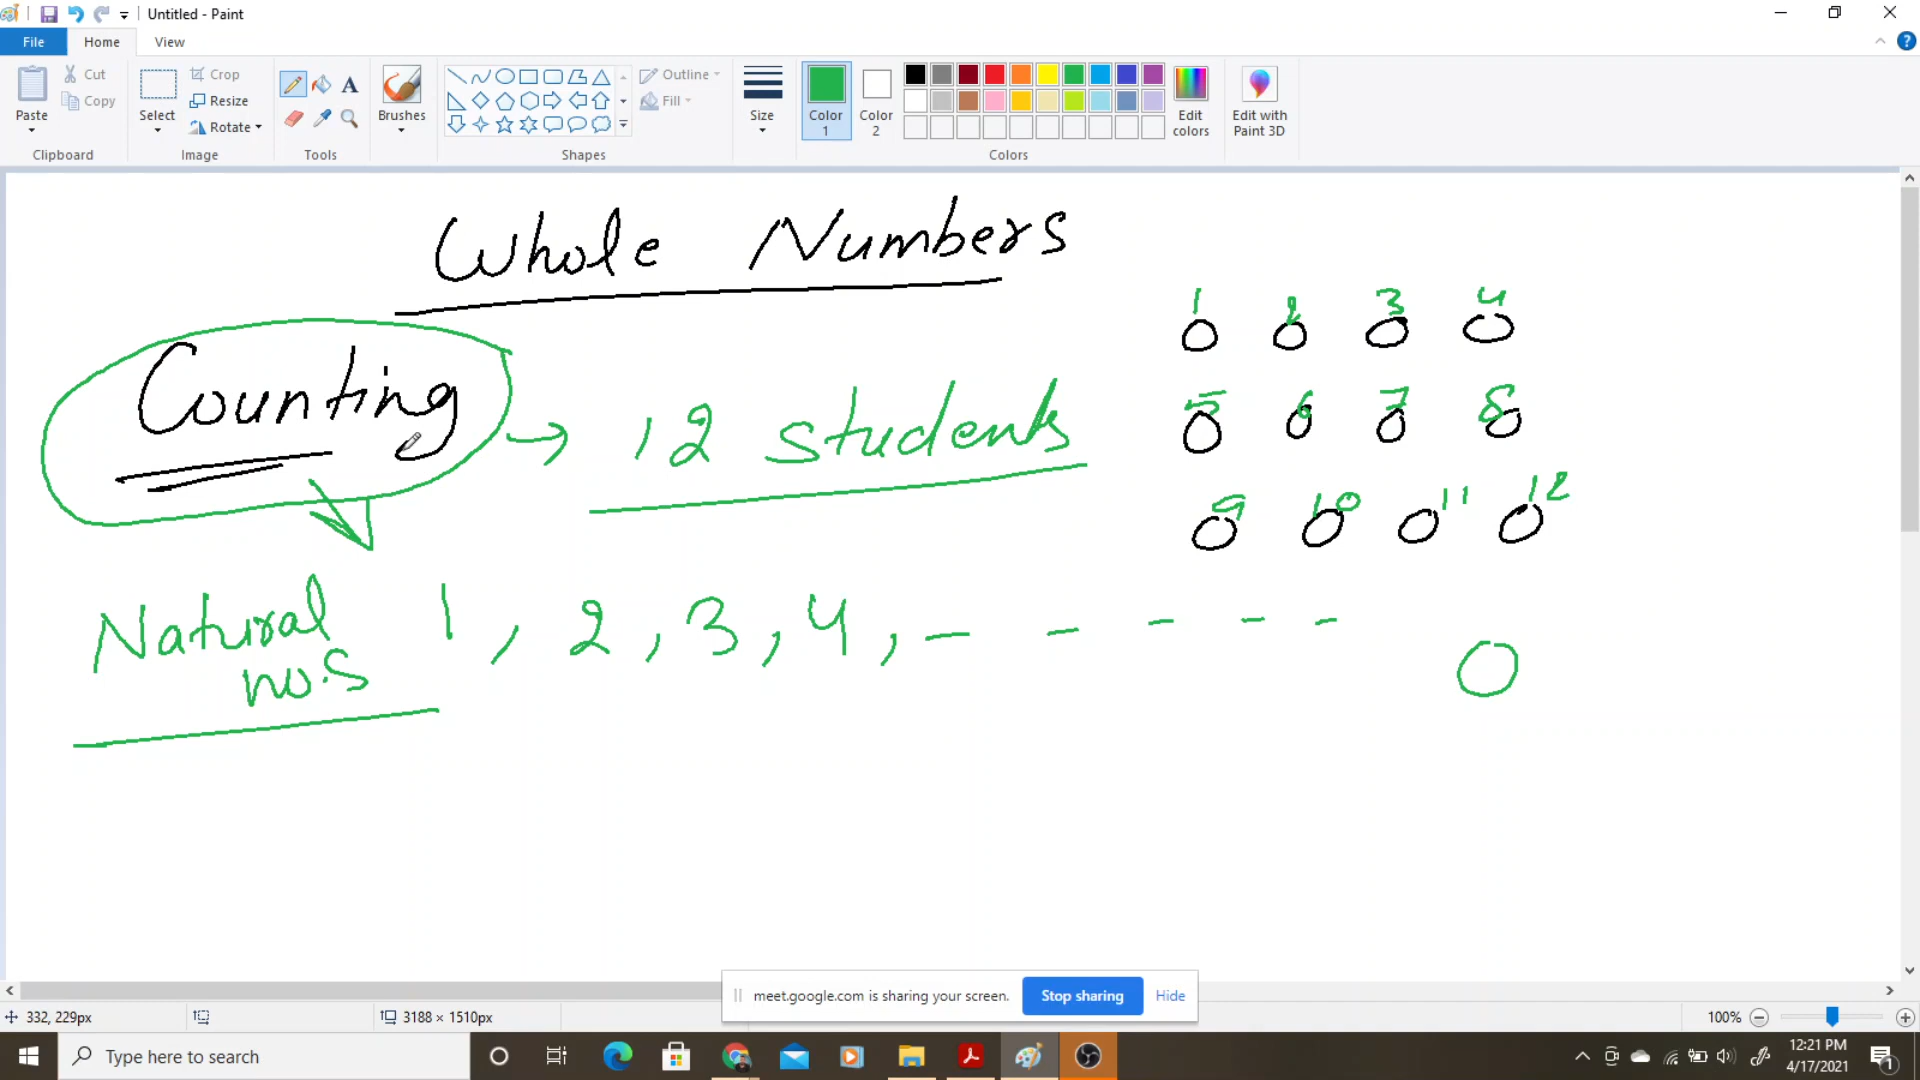 Untitled - Paint
File Home View
Cut
Copy
Paste
Clipboard
Select
Crop
Resize
Rotate
Image
Tools
Brushes
Shapes
Outline
Fill
Size
Color 1
Color 2
Edit colors
Colors
Edit with Paint 3D
Whole Numbers
1 2 3 4
Counting → 12 students
5 6 7 8
9 10 11 12
Natural no.s 1, 2, 3, 4, - - - - -
0
meet.google.com is sharing your screen. Stop sharing Hide
332, 229px 3188 × 1510px 100%
Type here to search
12:21 PM
4/17/2021
1